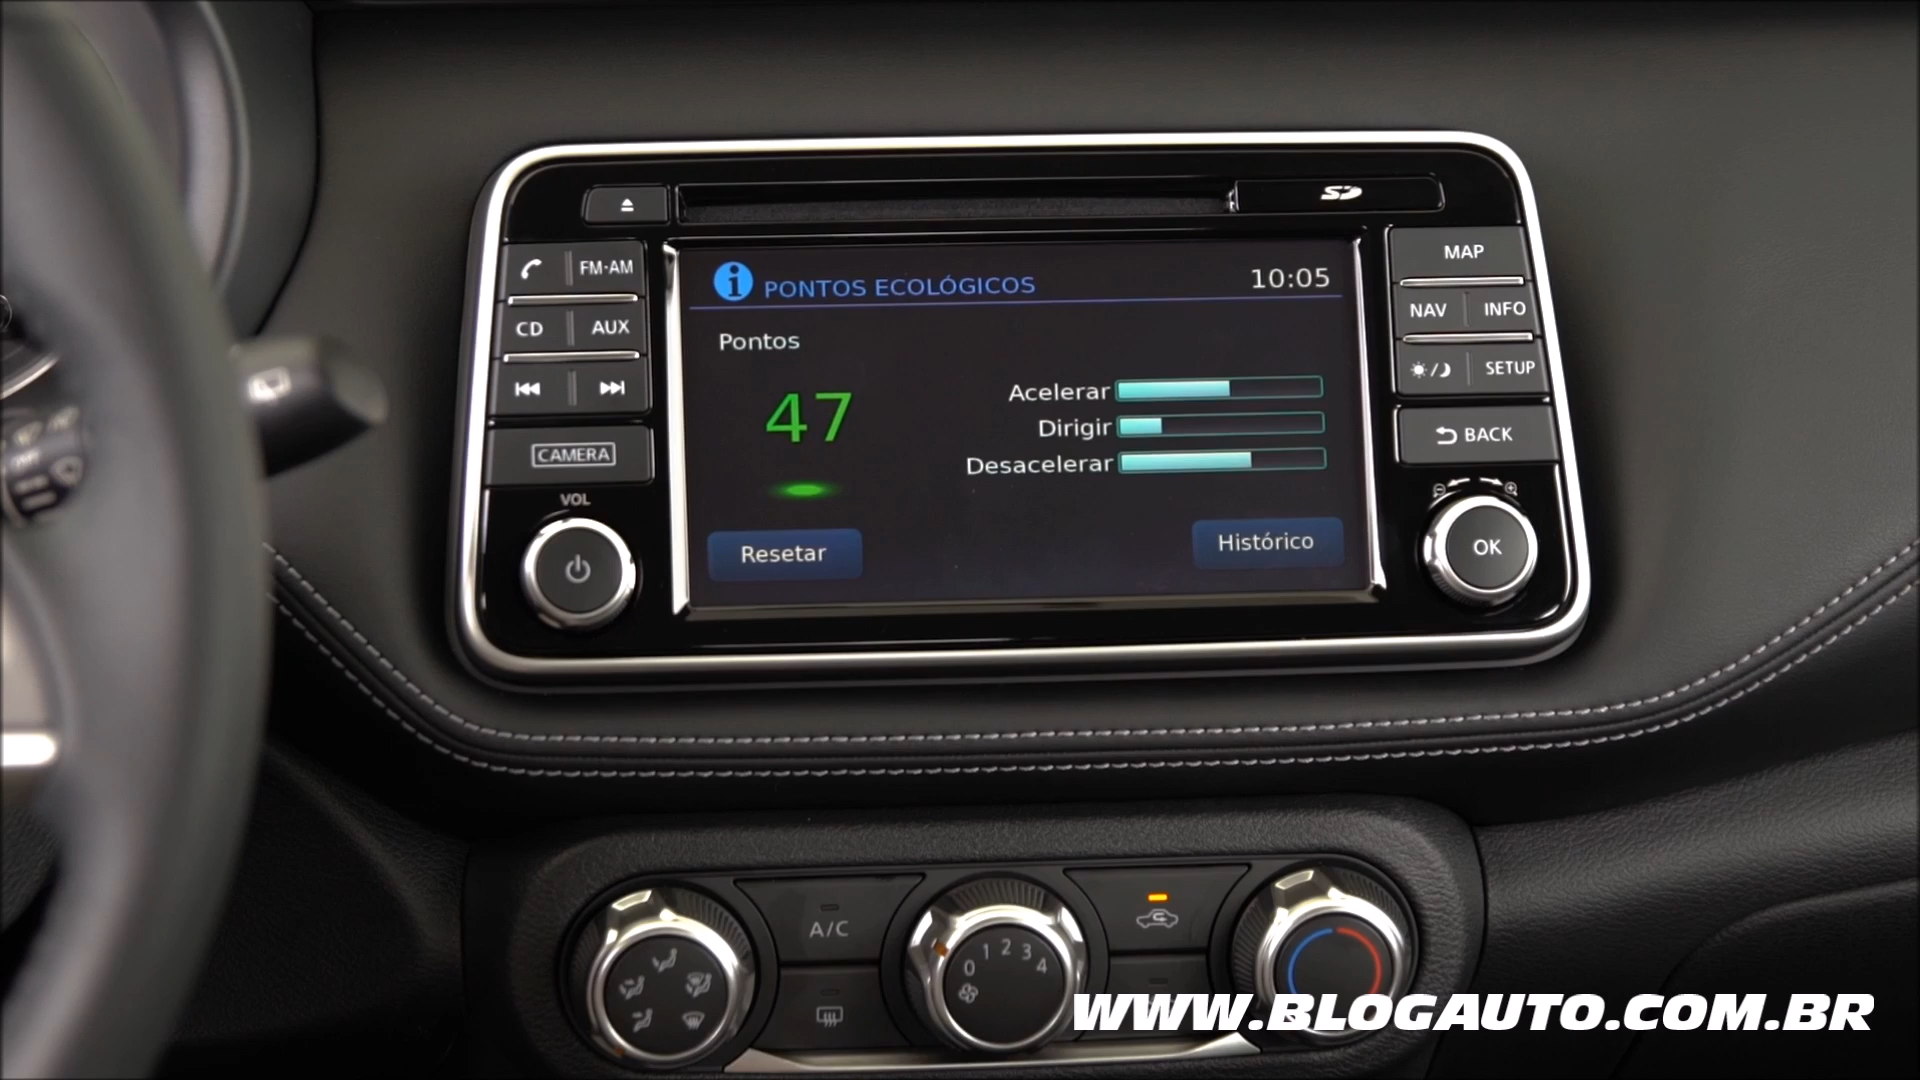 SD
FM·AM
CD AUX
CAMERA
VOL
PONTOS ECOLÓGICOS 10:05
Pontos
47
Acelerar
Dirigir
Desacelerar
Resetar Histórico
MAP
NAV INFO
SETUP
BACK
OK
A/C
0 1 2 3 4
WWW.BLOGAUTO.COM.BR